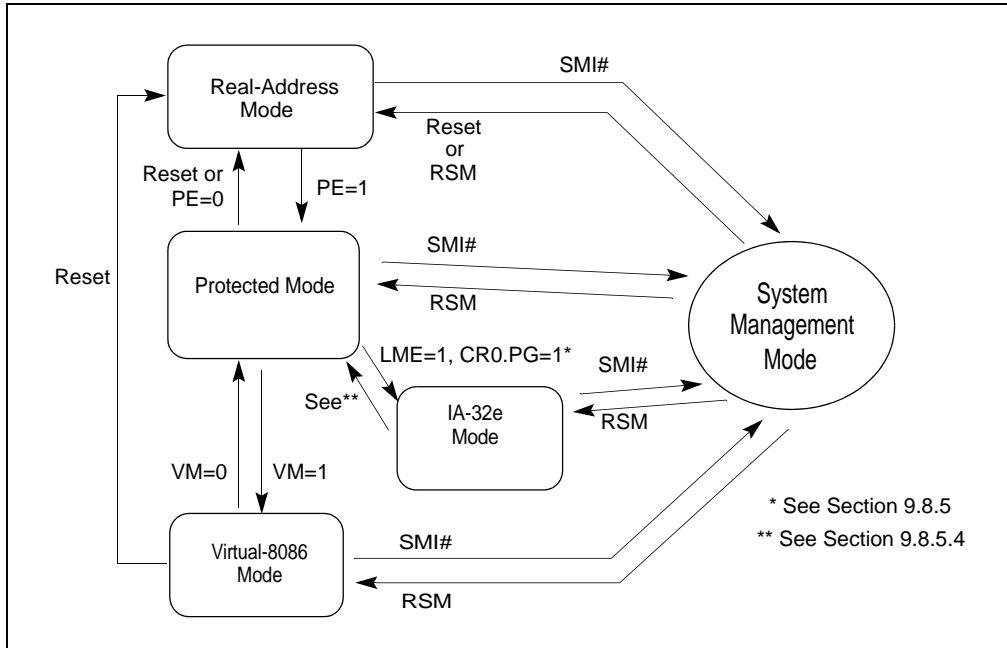 SMI#
Real-Address
Mode
Reset
or
RSM
Reset or
PE=0
PE=1
SMI#
Reset
Protected Mode
RSM
System
Management
Mode
LME=1, CR0.PG=1*
SMI#
See**
IA-32e
Mode
RSM
VM=0
VM=1
* See Section 9.8.5
** See Section 9.8.5.4
Virtual-8086
Mode
SMI#
RSM